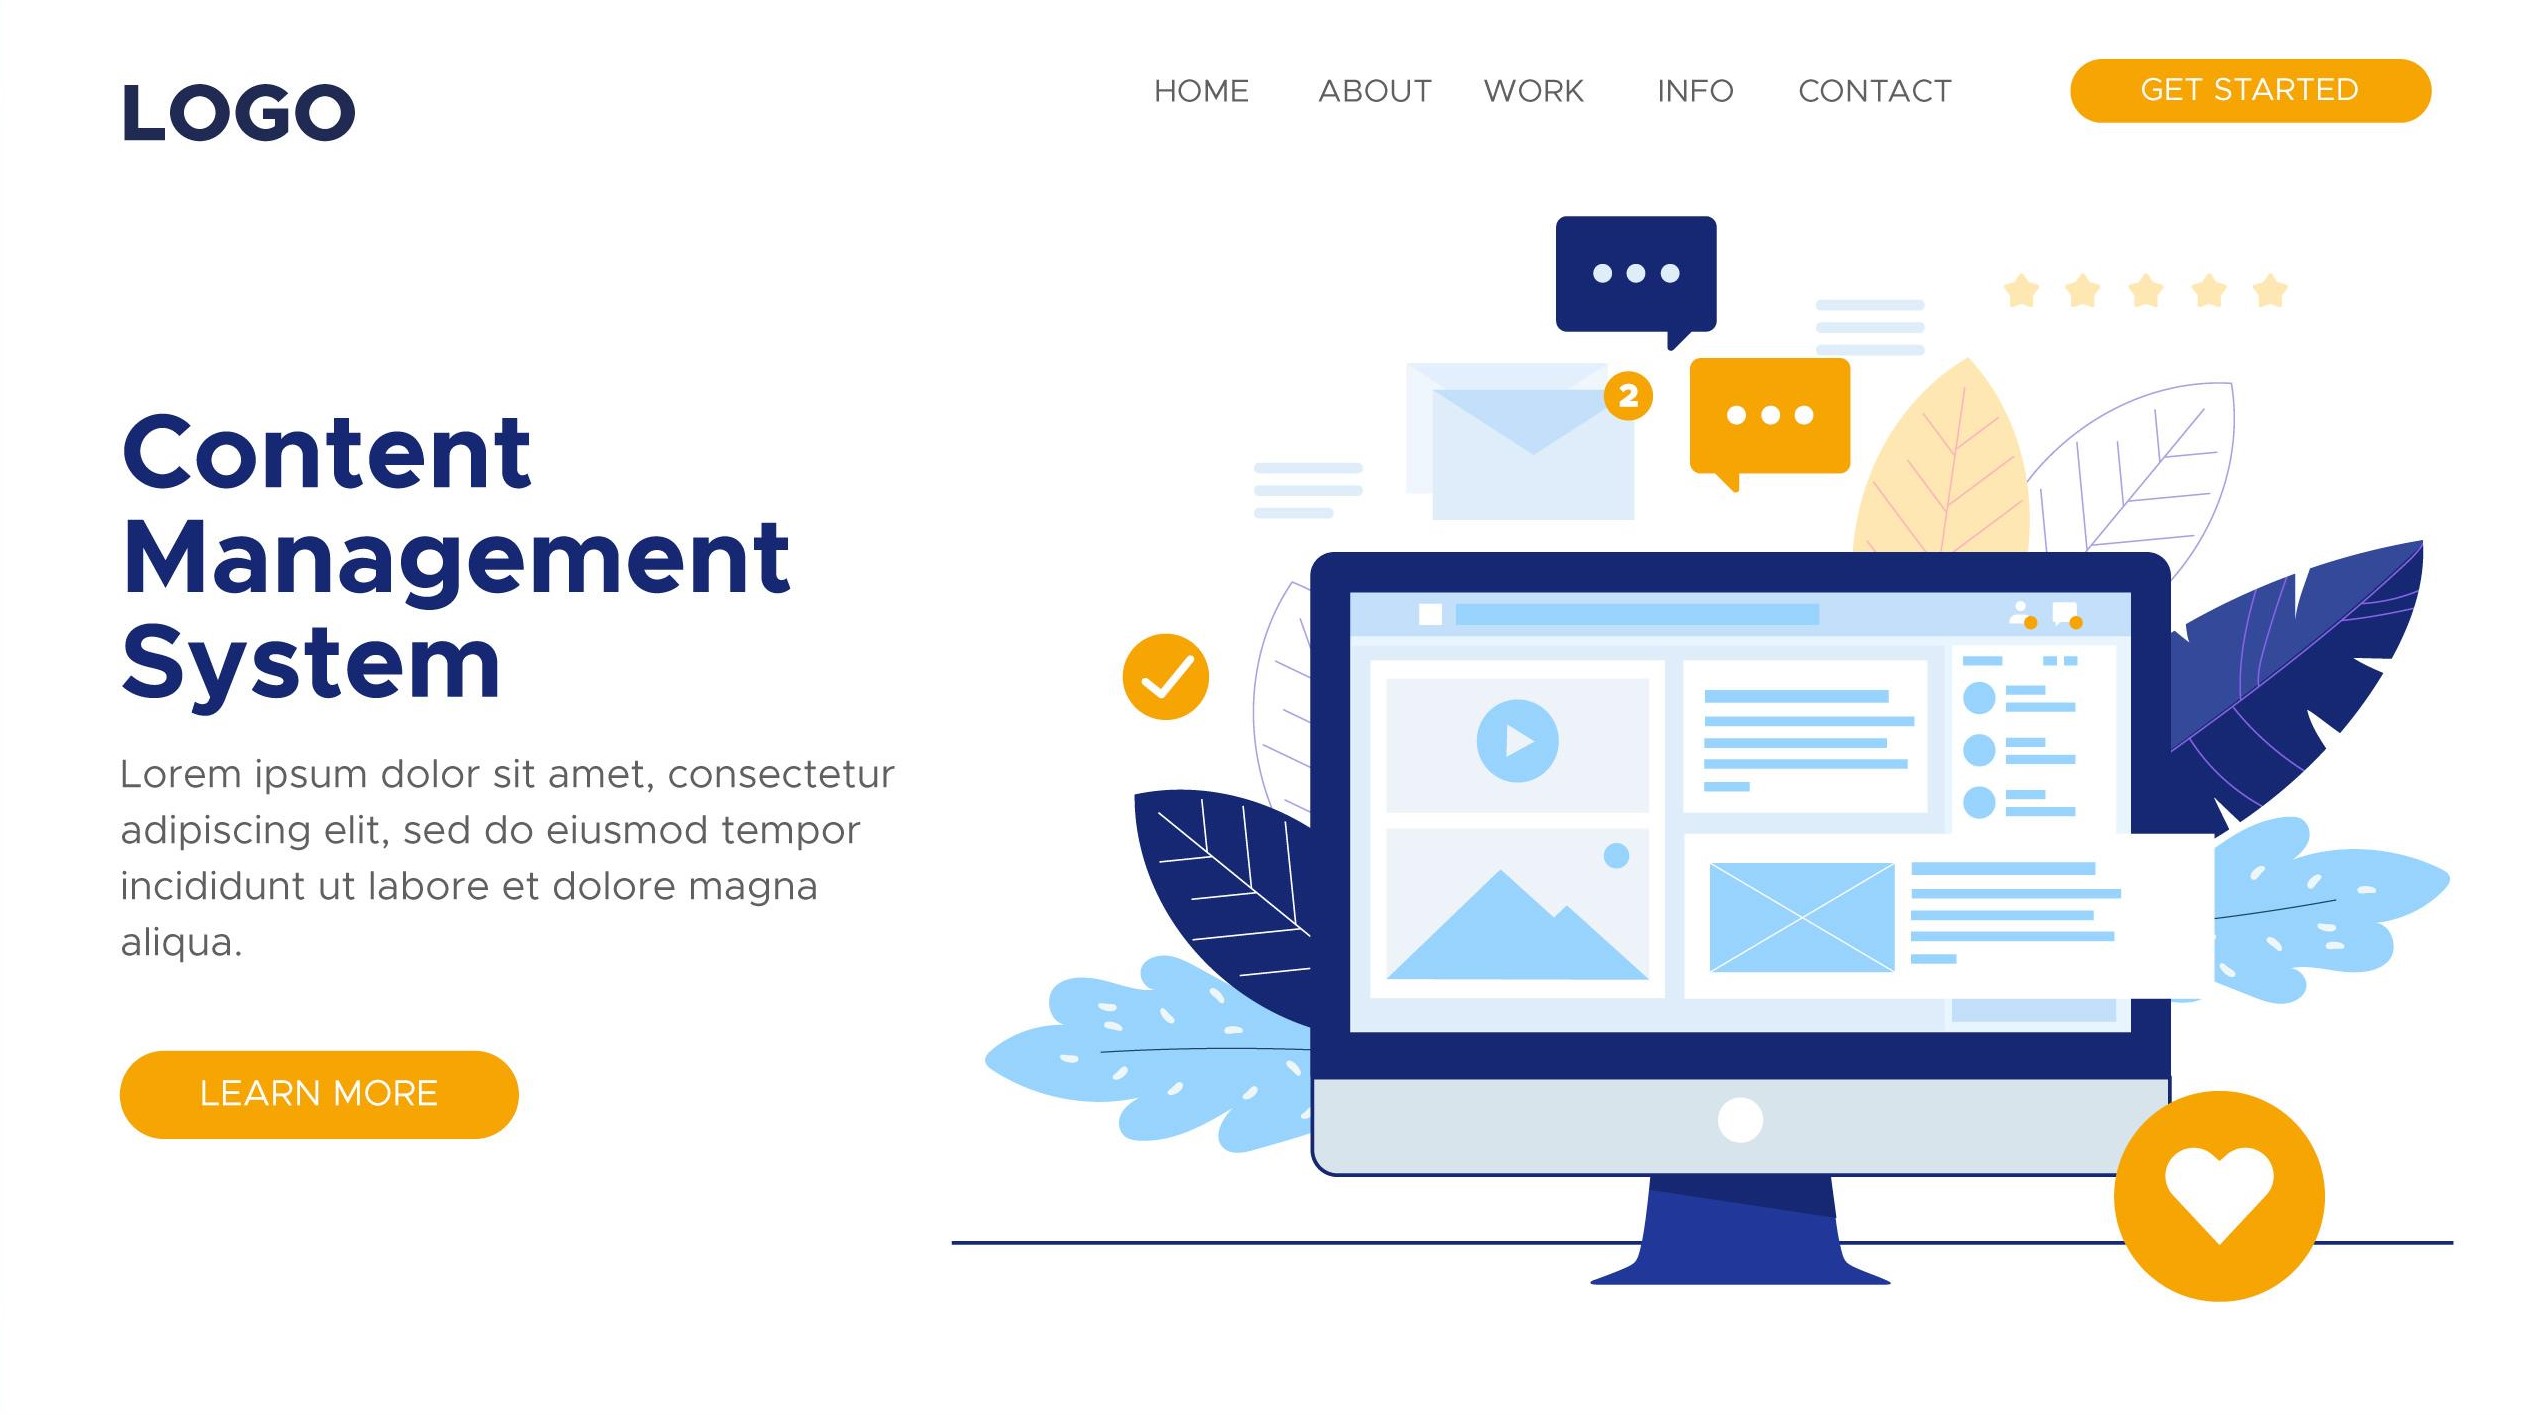 LOGO
HOME ABOUT WORK INFO CONTACT GET STARTED
2
Content
Management
System
Lorem ipsum dolor sit amet, consectetur
adipiscing elit, sed do eiusmod tempor
incididunt ut labore et dolore magna
aliqua.
LEARN MORE